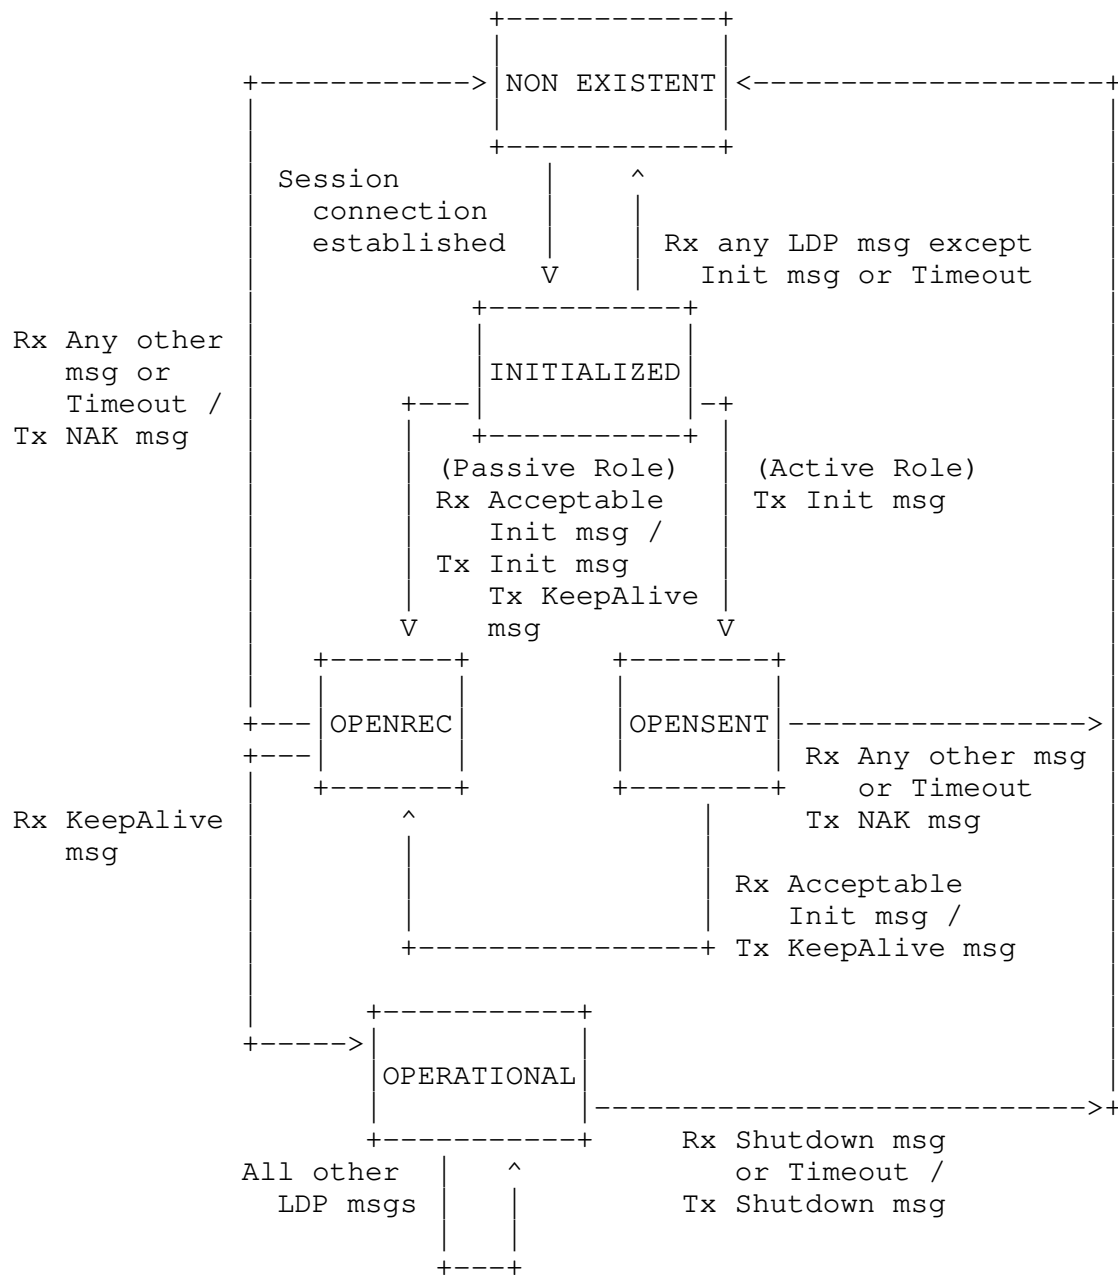 NON EXISTENT
Session
connection
established
Rx any LDP msg except
Init msg or Timeout
Rx Any other
msg or
Timeout /
Tx NAK msg
INITIALIZED
(Passive Role)
Rx Acceptable
Init msg /
Tx Init msg
Tx KeepAlive
msg
(Active Role)
Tx Init msg
OPENREC
OPENSENT
Rx Any other msg
or Timeout
Tx NAK msg
Rx KeepAlive
msg
Rx Acceptable
Init msg /
Tx KeepAlive msg
OPERATIONAL
Rx Shutdown msg
or Timeout /
Tx Shutdown msg
All other
LDP msgs